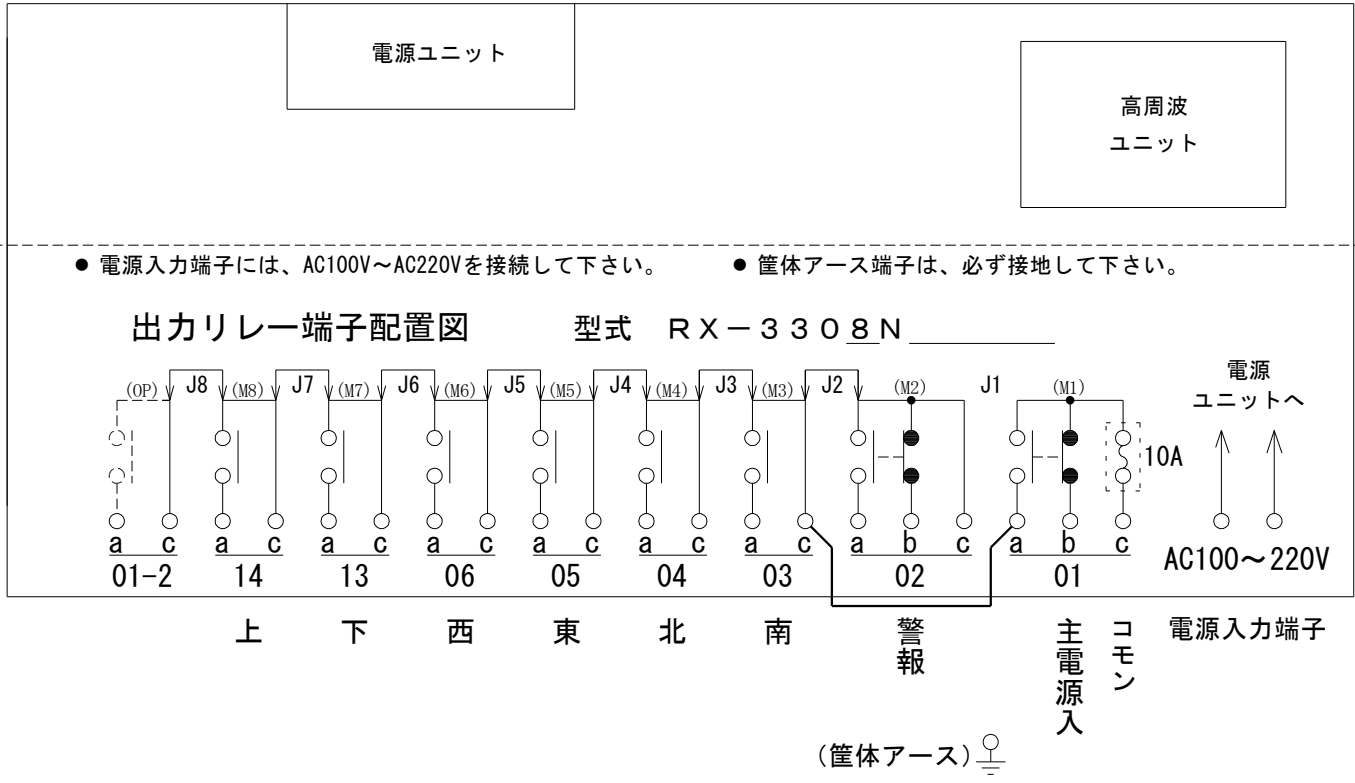 電源ユニット
高周波
ユニット
● 電源入力端子には、AC100V～AC220Vを接続して下さい。 ● 筐体アース端子は、必ず接地して下さい。
出力リレー端子配置図 型式 RX－3308N
電源
ユニットへ
(OP) J8 (M8) J7 (M7) J6 (M6) J5 (M5) J4 (M4) J3 (M3) J2 (M2) J1 (M1)
10A
a c a c a c a c a c a c a c a b c a b c
01-2 14 13 06 05 04 03 02 01 AC100～220V
上 下 西 東 北 南 警報 主電源入 コモン 電源入力端子
(筐体アース)